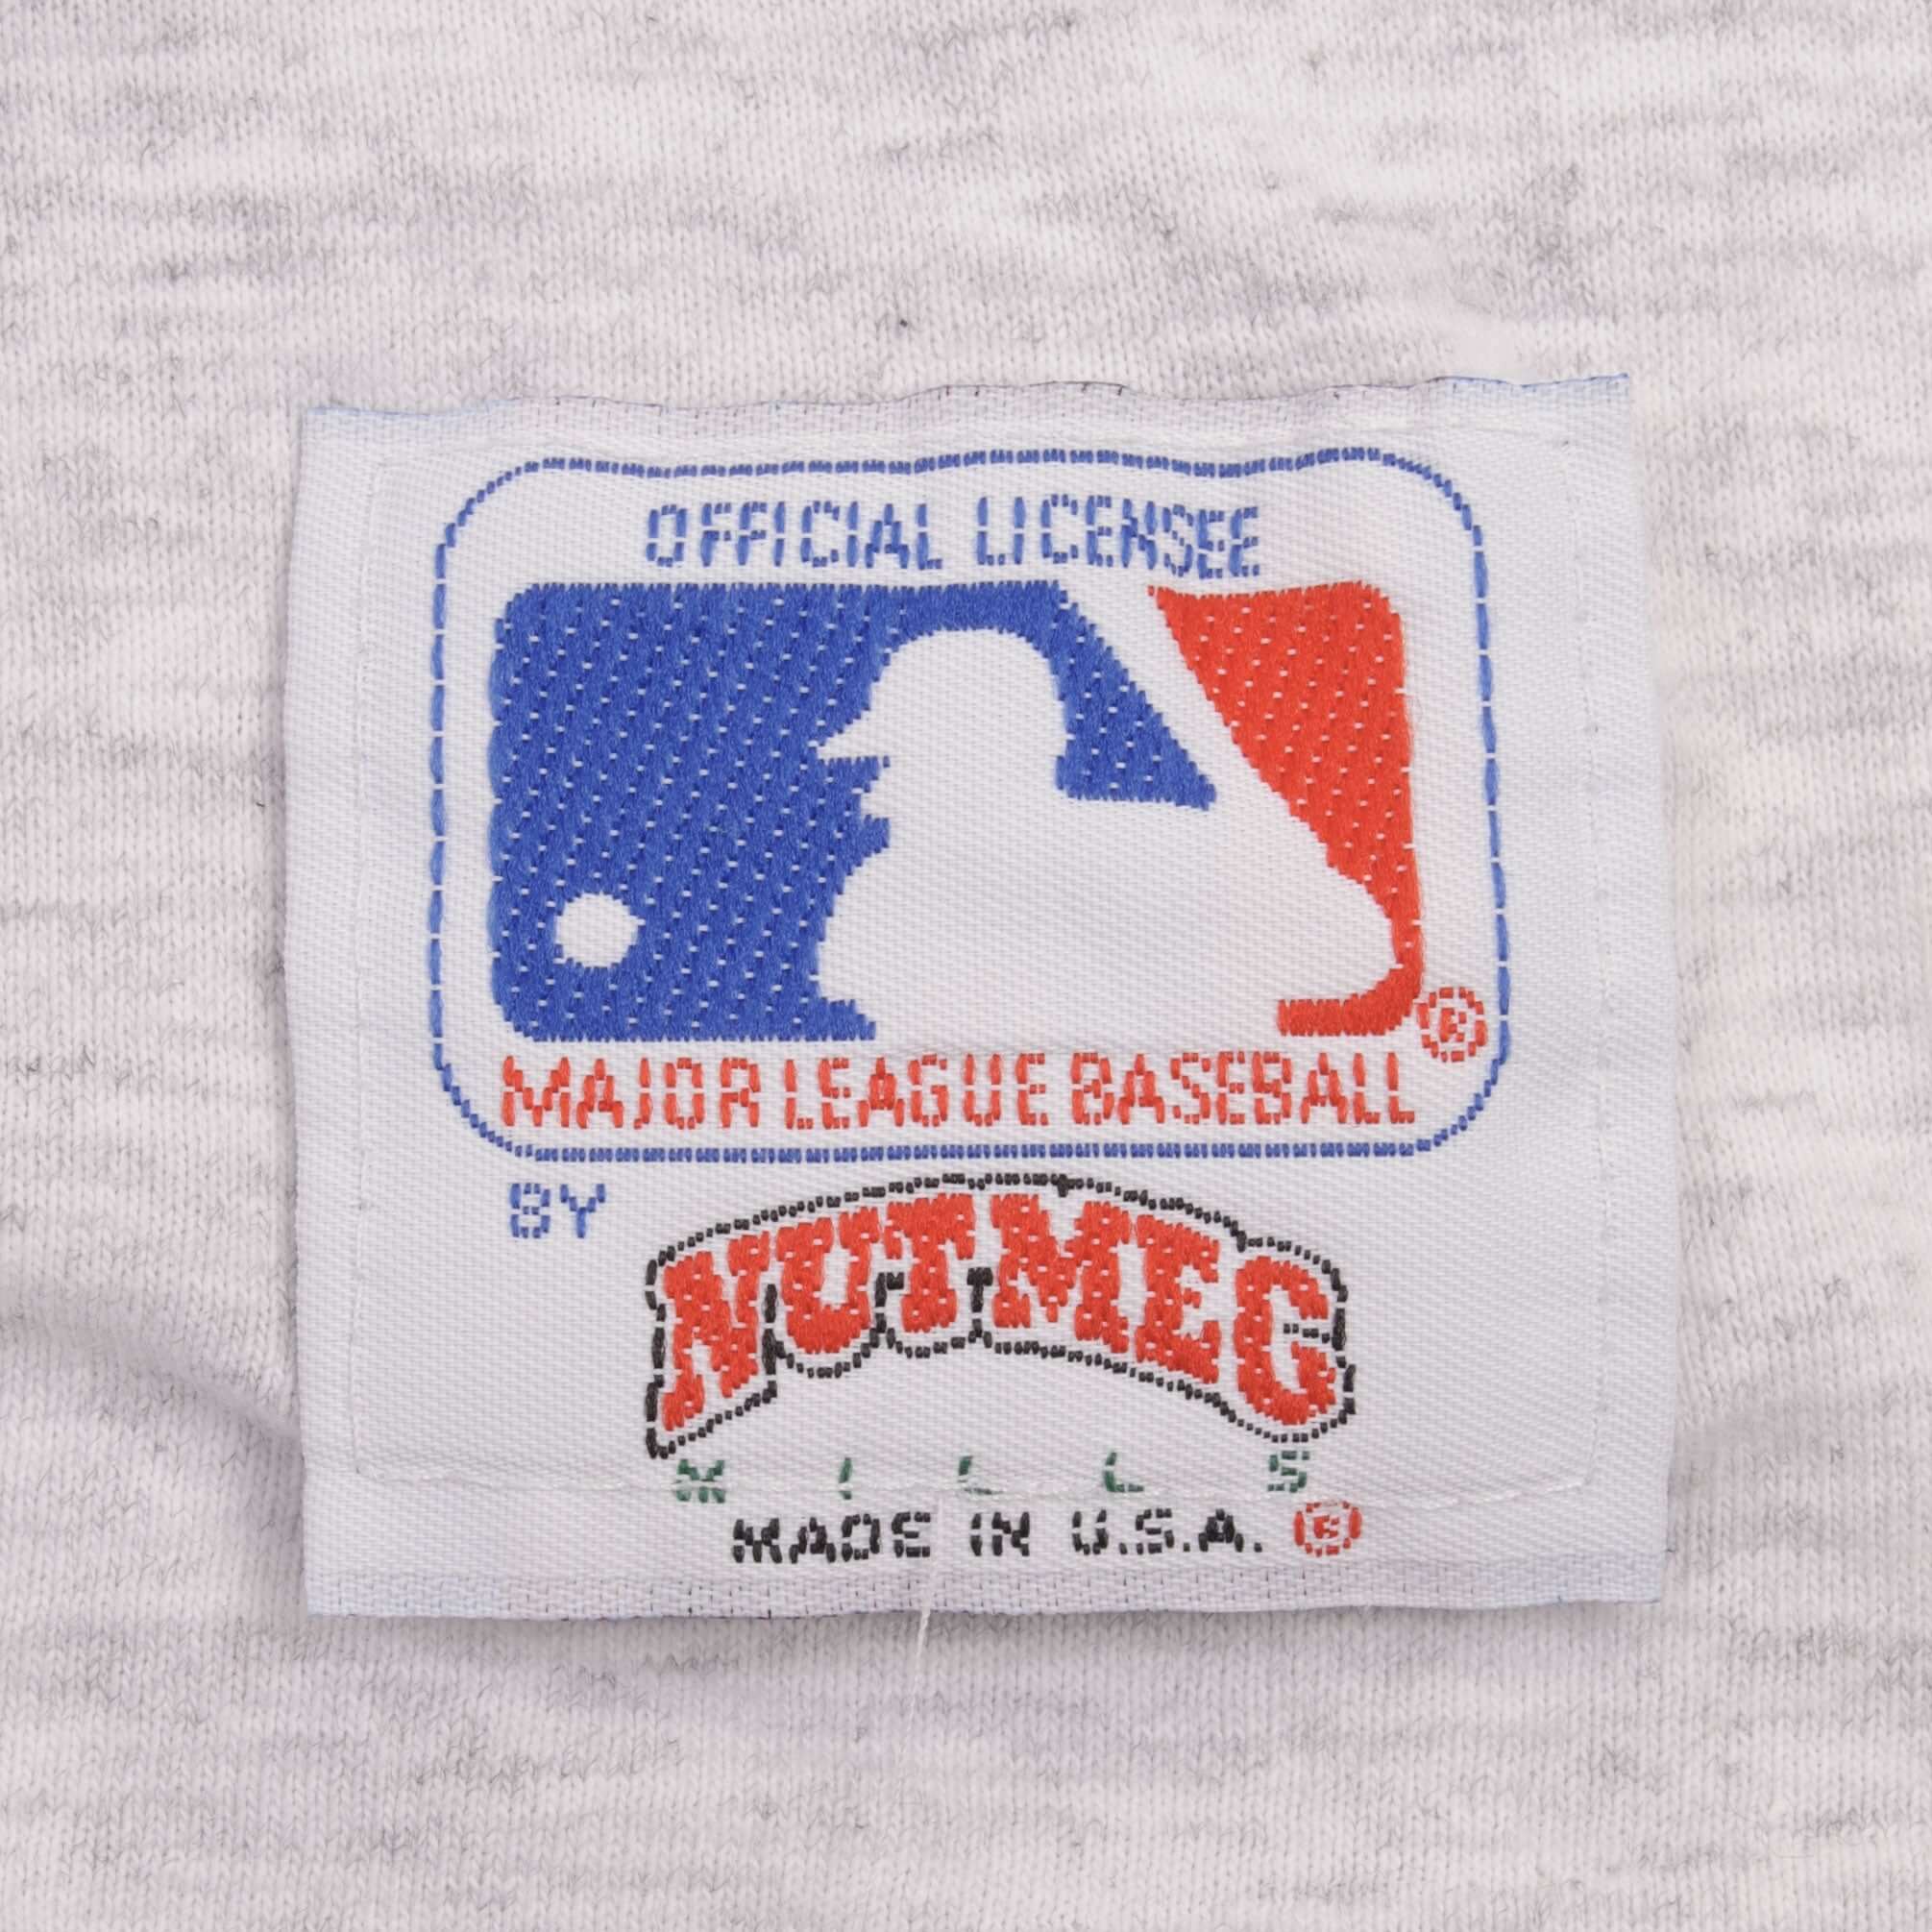 OFFICIAL LICENSEE
®
MAJOR LEAGUE BASEBALL
BY
NUTMEG
MILLS
MADE IN U.S.A. ®